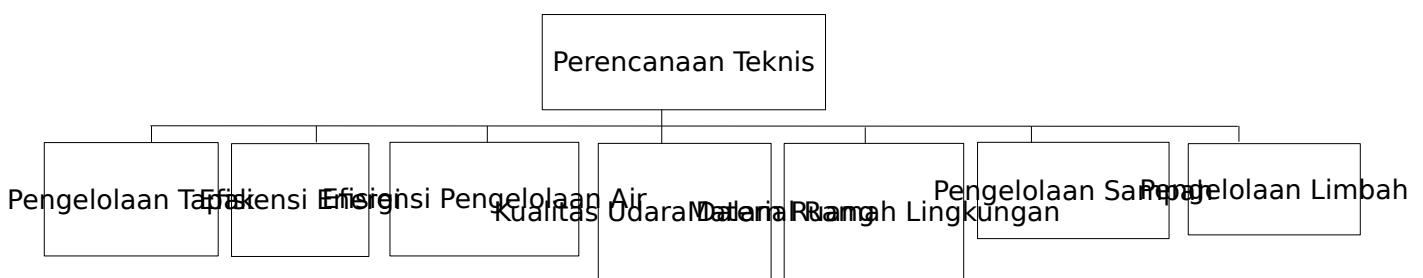 Perencanaan Teknis
Pengelolaan Tapak
Efisiensi Energi
Efisiensi Pengelolaan Air
Kualitas Udara Dalam Ruang
Material Ramah Lingkungan
Pengelolaan Sampah
Pengelolaan Limbah